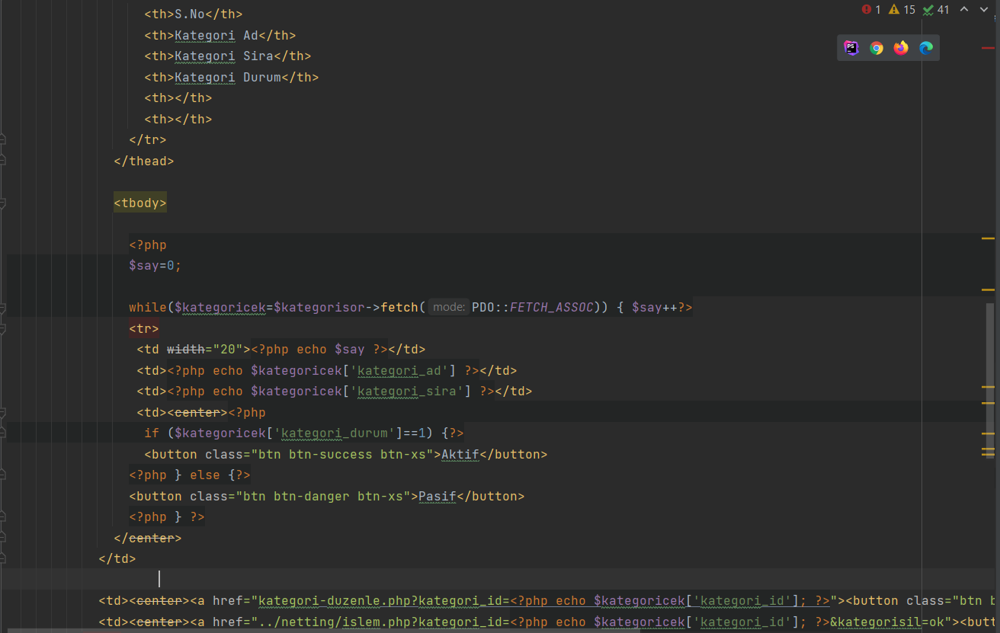 <th>S.No</th>
1 15 41
<th>Kategori Ad</th>
PS
<th>Kategori Sira</th>
<th>Kategori Durum</th>
<th></th>
<th></th>
</tr>
</thead>
<tbody>
<?php
$say=0;
while($kategoricek=$kategorisor->fetch( mode: PDO::FETCH_ASSOC)) { $say++?>
<tr>
<td width="20"><?php echo $say ?></td>
<td><?php echo $kategoricek['kategori_ad'] ?></td>
<td><?php echo $kategoricek['kategori_sira'] ?></td>
<td><center><?php
if ($kategoricek['kategori_durum']==1) {?>
<button class="btn btn-success btn-xs">Aktif</button>
<?php } else {?>
<button class="btn btn-danger btn-xs">Pasif</button>
<?php } ?>
</center>
</td>
<td><center><a href="kategori-duzenle.php?kategori_id=<?php echo $kategoricek['kategori_id']; ?>"><button class="btn b
<td><center><a href="../netting/islem.php?kategori_id=<?php echo $kategoricek['kategori_id']; ?>&kategorisil=ok"><butt